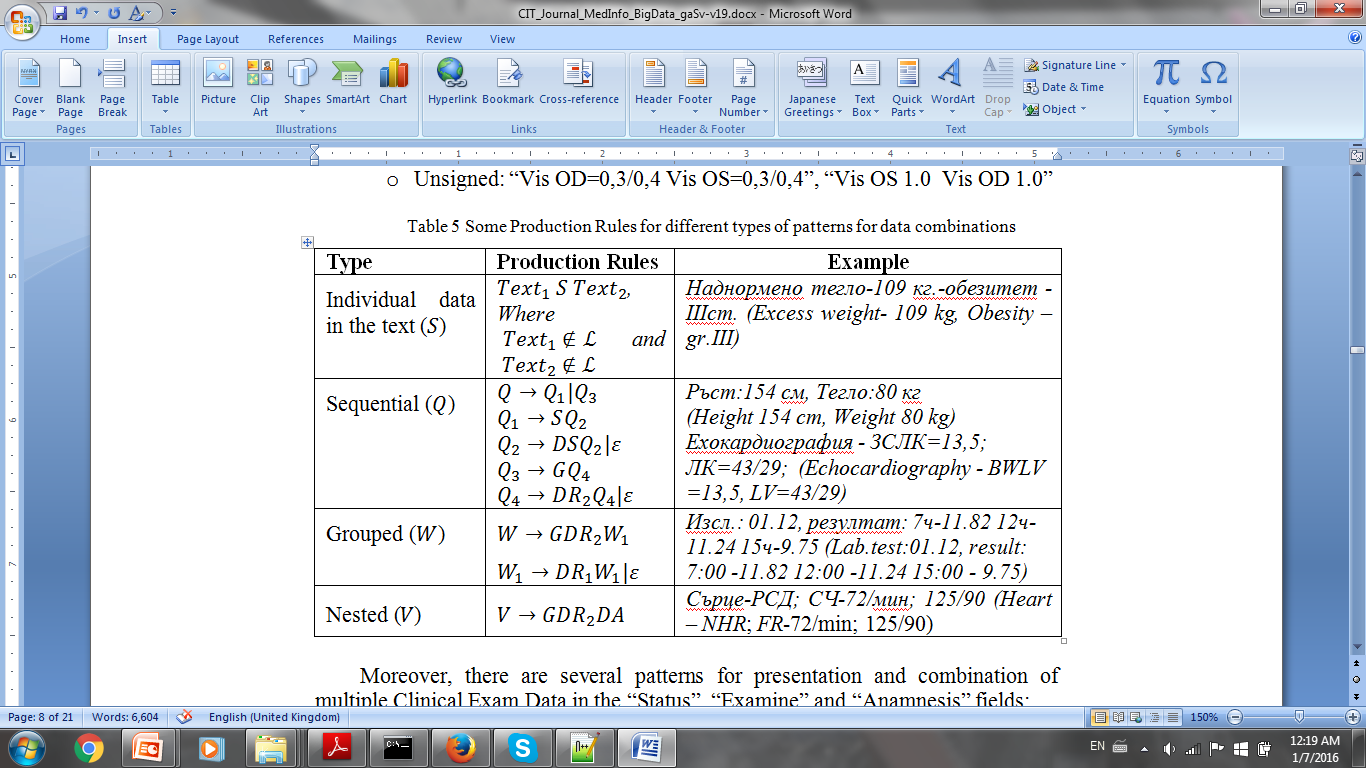 CIT_Journal_MedInfo_BigData_gaSv-v19.docx - Microsoft Word
Home Insert Page Layout References Mailings Review View
Cover Page Blank Page Page Break
Pages
Table
Tables
Picture Clip Art Shapes SmartArt Chart
Illustrations
Hyperlink Bookmark Cross-reference
Links
Header Footer Page Number
Header & Footer
Japanese Greetings Text Box Quick Parts WordArt Drop Cap
Signature Line
Date & Time
Object
Text
Equation Symbol
Symbols
L
1 1 2 3 4 5 6
5
6
7
o Unsigned: “Vis OD=0,3/0,4 Vis OS=0,3/0,4”, “Vis OS 1.0 Vis OD 1.0”
Table 5 Some Production Rules for different types of patterns for data combinations
Type Production Rules Example
Individual data
in the text (S)
Text₁ S Text₂,
Where
Text₁ ∉ ℒ and
Text₂ ∉ ℒ
Наднормено тегло-109 кг.-обезитет -
IIIст. (Excess weight- 109 kg, Obesity –
gr.III)
Sequential (Q)
Q → Q₁|Q₃
Q₁ → SQ₂
Q₂ → DSQ₂|ε
Q₃ → GQ₄
Q₄ → DR₂Q₄|ε
Ръст:154 см, Тегло:80 кг
(Height 154 cm, Weight 80 kg)
Ехокардиография - ЗСЛК=13,5;
ЛК=43/29; (Echocardiography - BWLV
=13,5, LV=43/29)
Grouped (W)
W → GDR₂W₁
W₁ → DR₁W₁|ε
Изсл.: 01.12, резултат: 7ч-11.82 12ч-
11.24 15ч-9.75 (Lab.test:01.12, result:
7:00 -11.82 12:00 -11.24 15:00 - 9.75)
Nested (V)
V → GDR₂DA
Сърце-РСД; СЧ-72/мин; 125/90 (Heart
– NHR; FR-72/min; 125/90)
Moreover, there are several patterns for presentation and combination of
multiple Clinical Exam Data in the “Status”, “Examine” and “Anamnesis” fields:
Page: 8 of 21 Words: 6,604 English (United Kingdom) 150%
EN 12:19 AM
1/7/2016